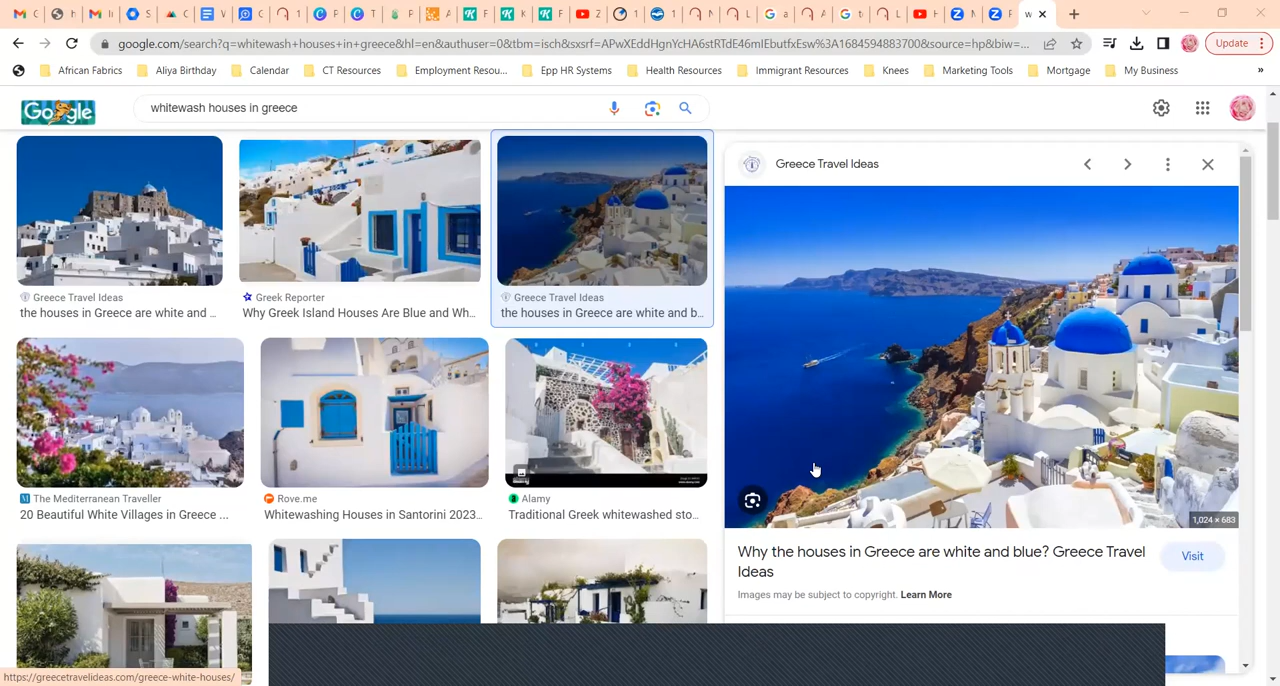 google.com/search?q=whitewash+houses+in+greece&hl=en&authuser=0&tbm=isch&sxsrf=APwXEddHgnYcHA6stRTdE46mIEbutfxEsw%3A1684594883700&source=hp&biw=...
Update
African Fabrics
Aliya Birthday
Calendar
CT Resources
Employment Resou...
Epp HR Systems
Health Resources
Immigrant Resources
Knees
Marketing Tools
Mortgage
My Business
»
Google
whitewash houses in greece
Greece Travel Ideas
the houses in Greece are white and ...
Greek Reporter
Why Greek Island Houses Are Blue and Wh...
Greece Travel Ideas
the houses in Greece are white and b...
The Mediterranean Traveller
20 Beautiful White Villages in Greece ...
Rove.me
Whitewashing Houses in Santorini 2023...
Alamy
Traditional Greek whitewashed sto...
Greece Travel Ideas
1,024 × 683
Why the houses in Greece are white and blue? Greece Travel
Ideas
Visit
Images may be subject to copyright. Learn More
https://greecetravelideas.com/greece-white-houses/